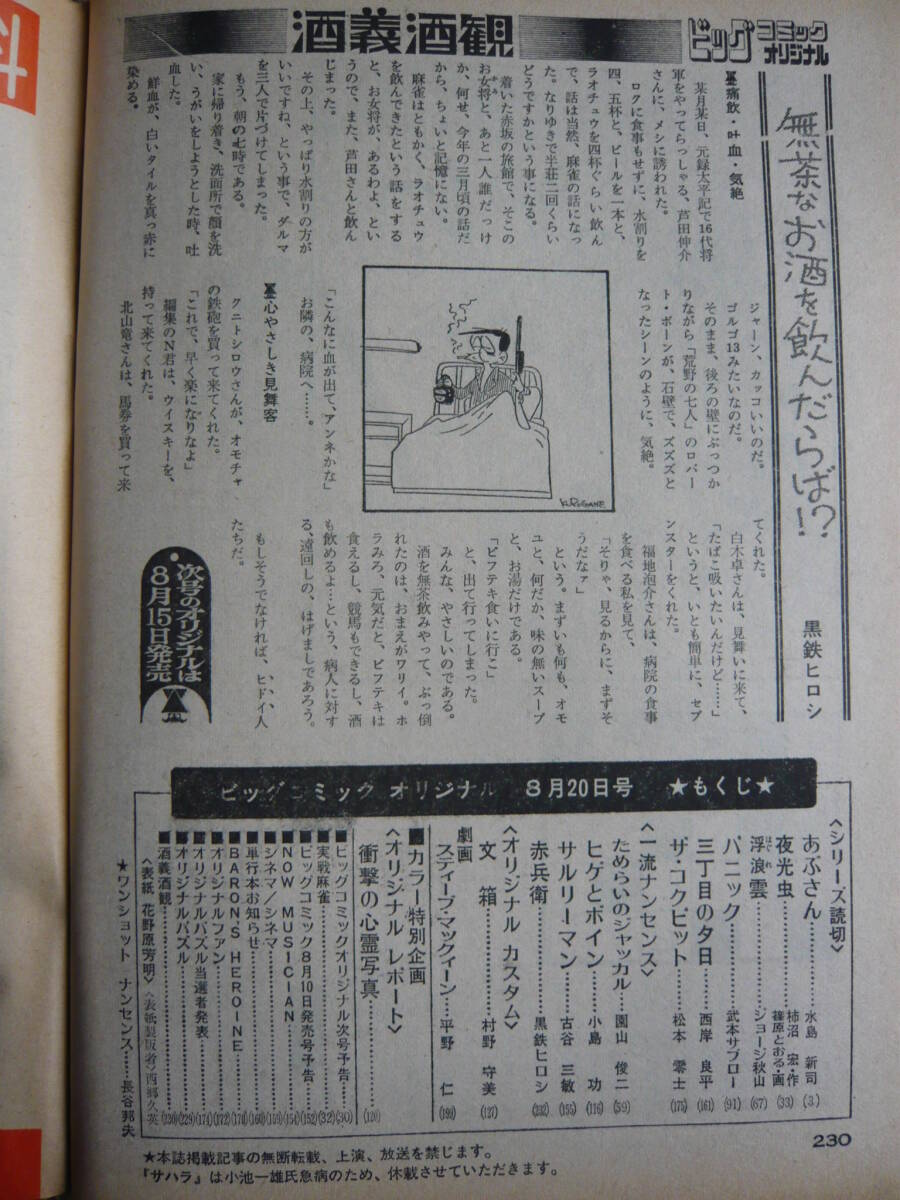 酒義酒観
ビッグコミックオリジナル
無茶なお酒を飲んだらば!?
黒鉄ヒロシ
痛飲・吐血・気絶
某月某日、元録太平記で16代将
軍をやってらっしゃる、芦田伸介
さんに、メシに誘われた。
ロクに食事もせずに、水割りを
四、五杯と、ビールを一本と、
ラオチュウを四杯ぐらい飲ん
で、話は当然、麻雀の話になっ
た。なりゆきで半荘二回くらい
どうですかという事になる。
着いた赤坂の旅館で、そこの
お女将と、あと一人誰だっけ
か、何せ、今年の三月頃の話だ
から、ちょいと記憶にない。
麻雀はともかく、ラオチュウ
を飲んできたという話をする
と、お女将が、あるわよ、とい
うので、また、芦田さんと飲ん
じまった。
その上、やっぱり水割りの方が
いいですね、という事で、ダルマ
を三人で片づけてしまった。
もう、朝の七時である。
家に帰り着き、洗面所で顔を洗
い、うがいをしようとした時、吐
血した。
鮮血が、白いタイルを真っ赤に
染める。
ジャーン、カッコいいのだ。
ゴルゴ13みたいなのだ。
そのまま、後ろの壁にぶっつか
りながら「荒野の七人」のロバー
ト・ボーンが、石壁で、ズズズと
なったシーンのように、気絶。
KUROGANE
「こんなに血が出て、アンネかな」
お隣の、病院へ……。
心やさしき見舞客
クニトシロウさんが、オモチャ
の鉄砲を買って来てくれた。
「これで、早く楽になりなよ」
編集のN君は、ウイスキーを、
持って来てくれた。
北山竜さんは、馬券を買って来
てくれた。
白木卓さんは、見舞いに来て、
「たばこ吸いたいんだけど……」
というと、いとも簡単に、セブ
ンスターをくれた。
福地泡介さんは、病院の食事
を食べる私を見て、
「そりゃ、見るからに、まずそ
うだなァ」
という。まずいも何も、オモ
ユと、何だか、味の無いスープ
と、お湯だけである。
「ビフテキ食いに行こ」
と、出て行ってしまった。
みんな、やさしいのである。
酒を無茶飲みやって、ぶっ倒
れたのは、おまえがワリィ。ホ
ラみろ、元気だと、ビフテキは
食えるし、競馬もできるし、酒
も飲めるよ…という、病人に対す
る、遠回しの、はげましであろう。
もしそうでなければ、ヒドイ人
たちだ。
次号のオリジナルは
8月15日発売
ビッグコミック オリジナル 8月20日号 ★もくじ★
〈シリーズ読切〉
あぶさん……水島 新司(3)
夜光虫……柿沼 宏・作 篠原とおる・画(33)
浮浪雲……ジョージ秋山(67)
はぐれ
パニック……武本サブロー(91)
三丁目の夕日……西岸 良平(161)
ザ・コクピット……松本 零士(175)
〈一流ナンセンス〉
ためらいのジャッカル…園山 俊二(59)
ヒゲとボイン……小島 功(116)
サルリーマン……古谷 三敏(155)
赤兵衛……黒鉄ヒロシ(232)
〈オリジナル カスタム〉
文 箱……村野 守美(137)
劇画
スティーブ・マックィーン…平野 仁(199)
■カラー特別企画
〈オリジナル レポート〉
衝撃の心霊写真……(120)
■ビッグコミックオリジナル次号予告…(30)
■実戦麻雀……(32)
■ビッグコミック8月10日発売号予告…(152)
■NOW MUSICIAN……(154)
■シネマ/シネマ……(159)
■単行本お知らせ……(160)
■BARON'S HEROINE……(170)
■オリジナルファン……(172)
■オリジナルパズル当選者発表……(174)
■オリジナルパズル……(229)
■酒義酒観……(230)
〈表紙 花野原芳明〉〈表紙製版者〉西郷久英
★ワンショット ナンセンス……長谷邦夫
230
★本誌掲載記事の無断転載、上演、放送を禁じます。
『サハラ』は小池一雄氏急病のため、休載させていただきます。